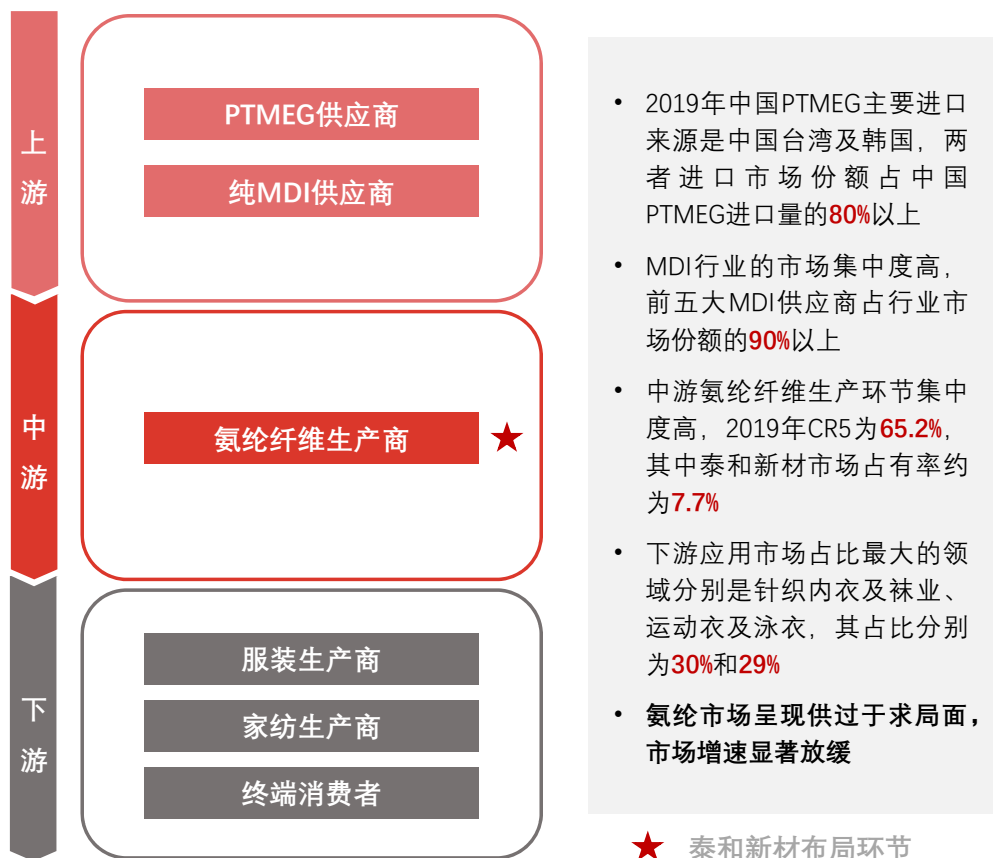 上
游
PTMEG供应商
纯MDI供应商
中
游
氨纶纤维生产商
下
游
服装生产商
家纺生产商
终端消费者
• 2019年中国PTMEG主要进口
来源是中国台湾及韩国，两
者进口市场份额占中国
PTMEG进口量的80%以上
• MDI行业的市场集中度高，
前五大MDI供应商占行业市
场份额的90%以上
• 中游氨纶纤维生产环节集中
度高，2019年CR5为65.2%，
其中泰和新材市场占有率约
为7.7%
• 下游应用市场占比最大的领
域分别是针织内衣及袜业、
运动衣及泳衣，其占比分别
为30%和29%
• 氨纶市场呈现供过于求局面，
市场增速显著放缓
泰和新材布局环节